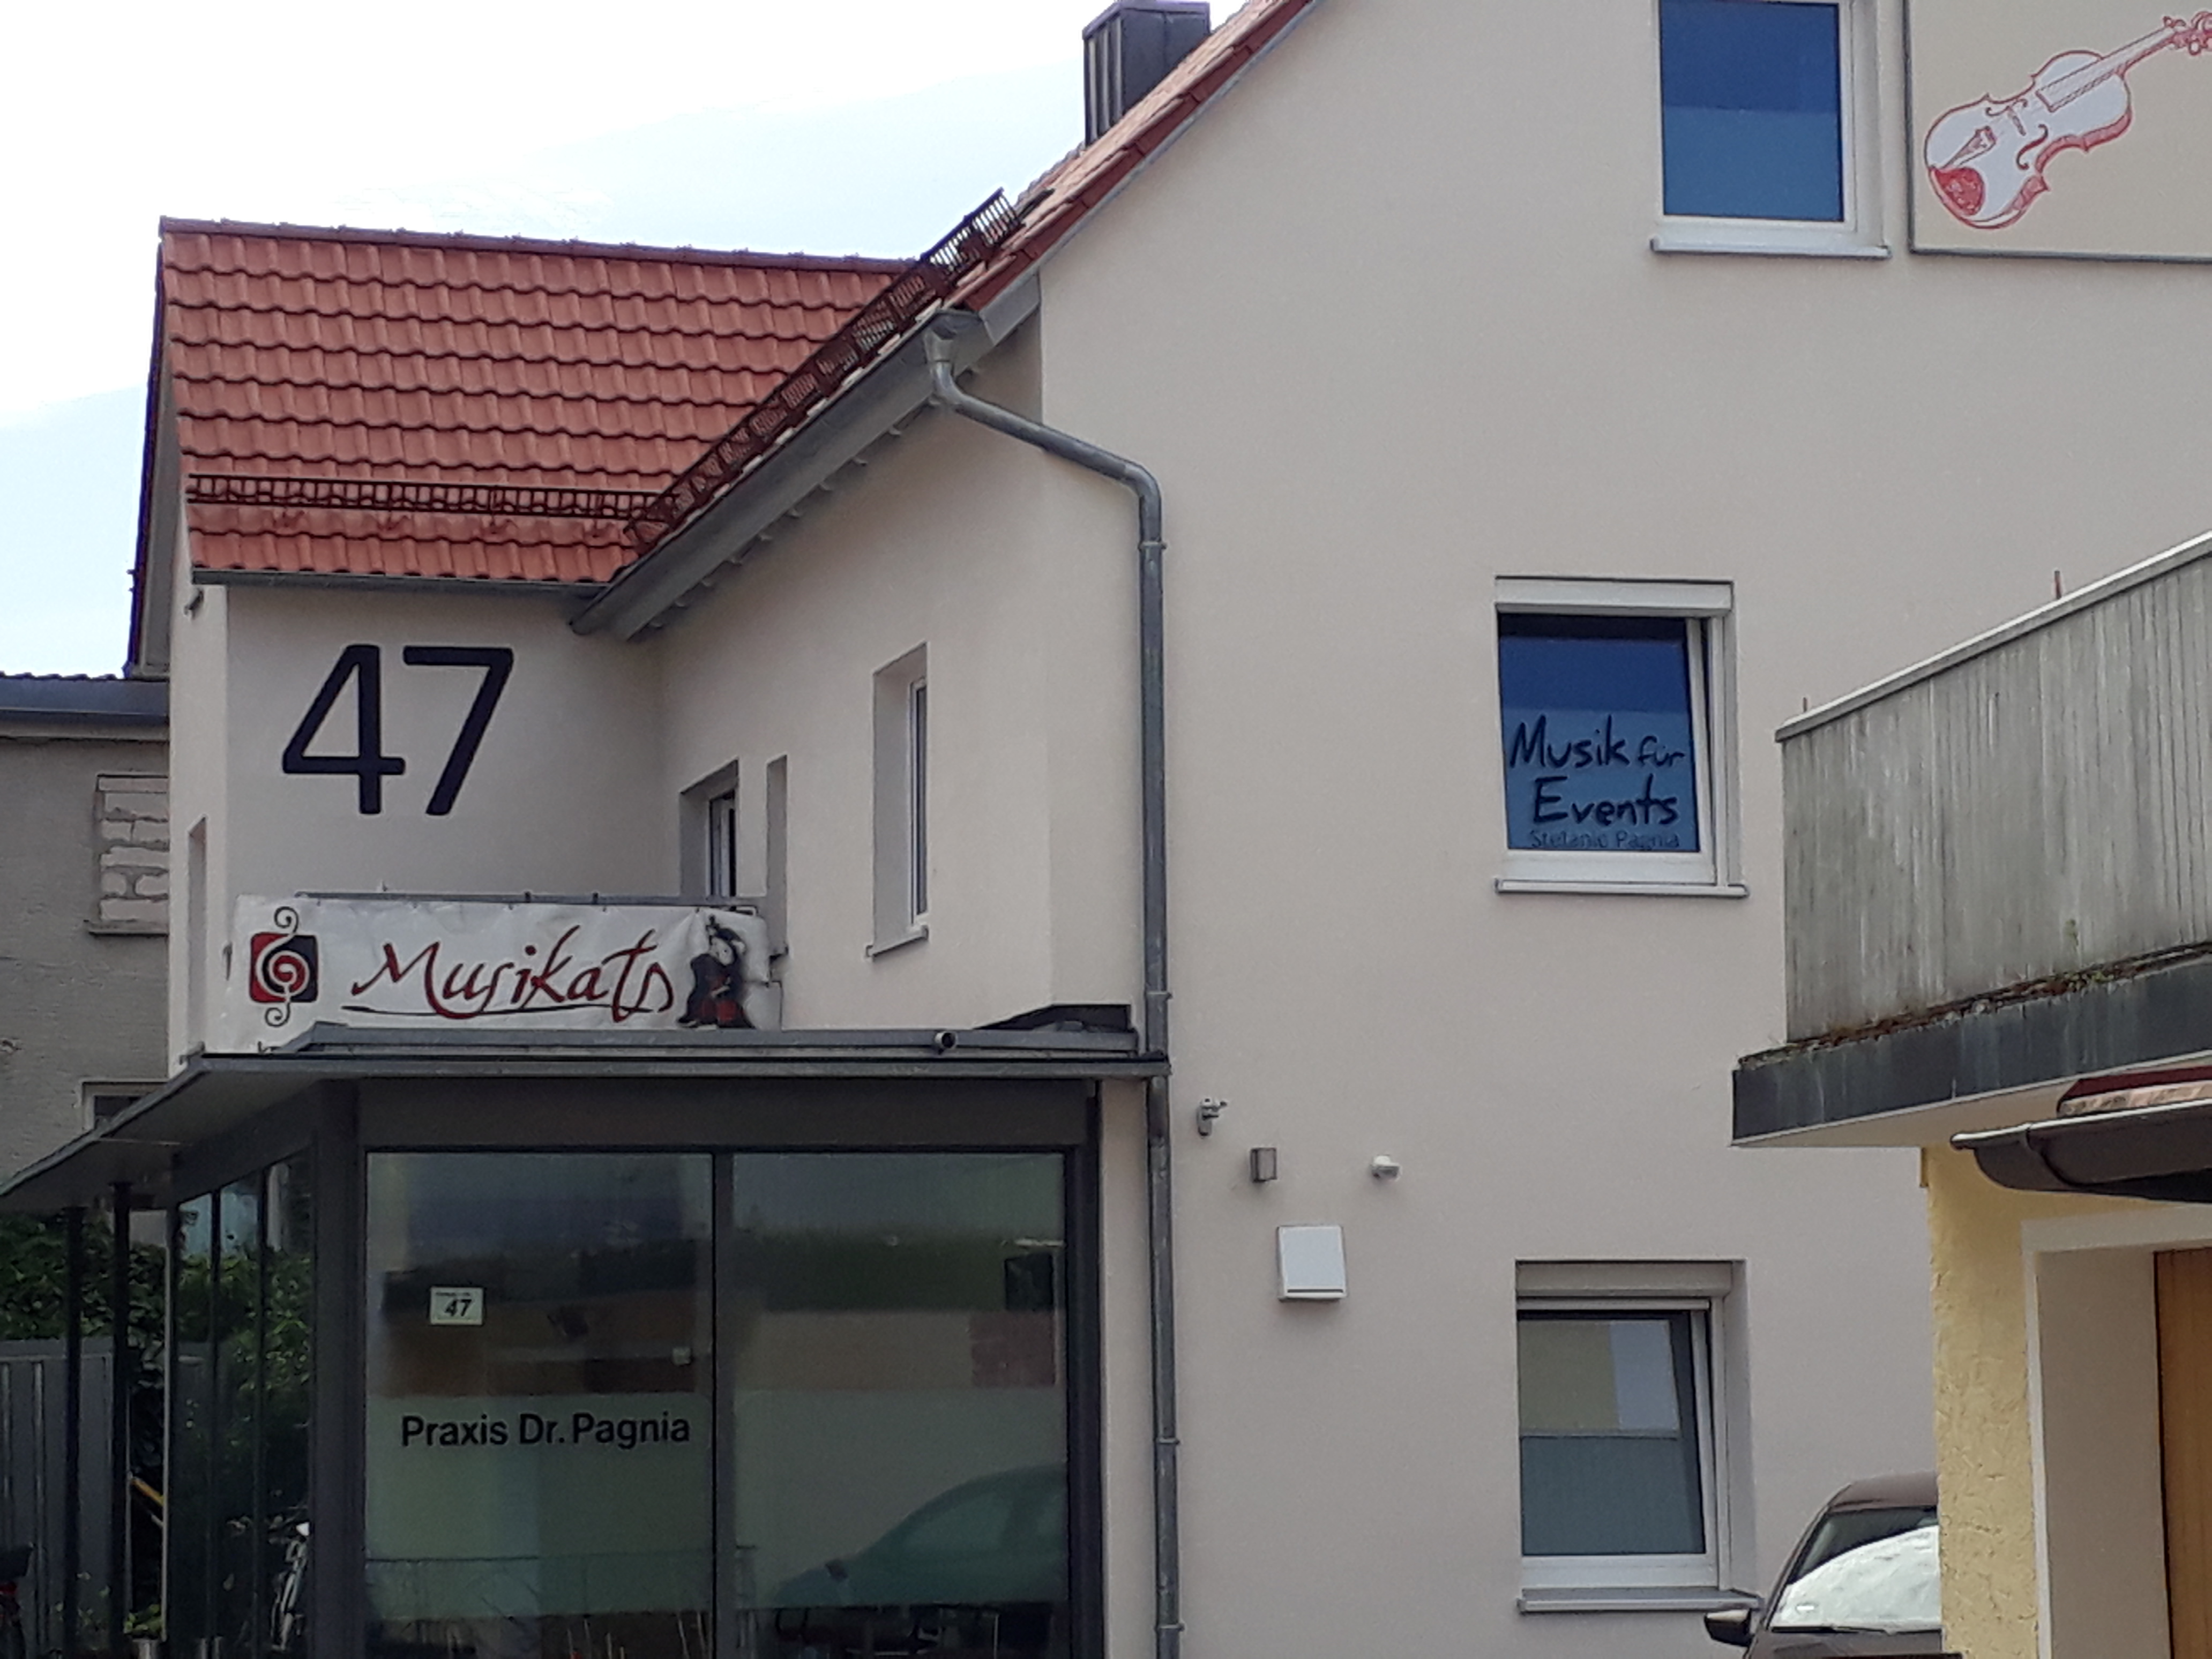 47
Musik für
Events
Stefanie Pagnia
Musikats
47
Praxis Dr. Pagnia